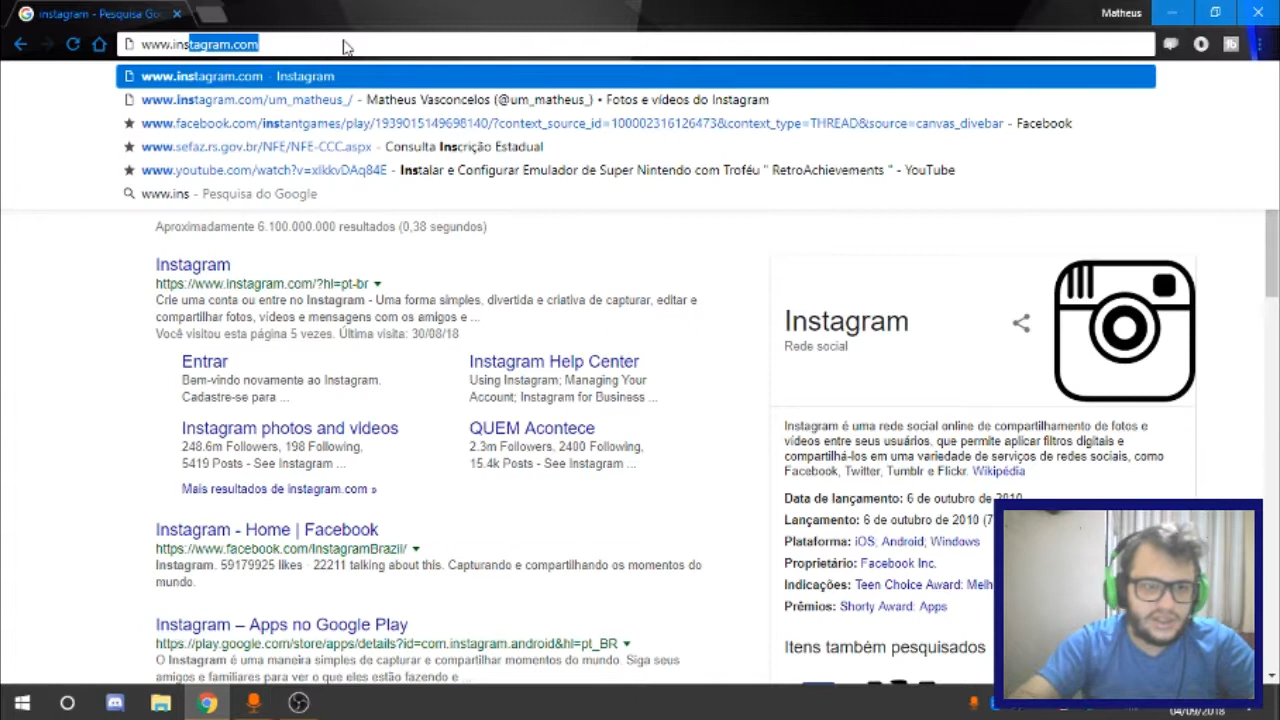 instagram - Pesquisa Go
Matheus
www.instagram.com
www.instagram.com - Instagram
www.instagram.com/um_matheus_/ - Matheus Vasconcelos (@um_matheus_) • Fotos e vídeos do Instagram
www.facebook.com/instantgames/play/1939015149698140/?context_source_id=100002316126473&context_type=THREAD&source=canvas_divebar - Facebook
www.sefaz.rs.gov.br/NFE/NFE-CCC.aspx - Consulta Inscrição Estadual
www.youtube.com/watch?v=xlkkvDAq84E - Instalar e Configurar Emulador de Super Nintendo com Troféu " RetroAchievements " - YouTube
www.ins - Pesquisa do Google
Aproximadamente 6.100.000.000 resultados (0,38 segundos)
Instagram
https://www.instagram.com/?hl=pt-br
Crie uma conta ou entre no Instagram - Uma forma simples, divertida e criativa de capturar, editar e
compartilhar fotos, vídeos e mensagens com os amigos e ...
Você visitou esta página 5 vezes. Última visita: 30/08/18
Entrar
Bem-vindo novamente ao Instagram.
Cadastre-se para ...
Instagram Help Center
Using Instagram; Managing Your
Account; Instagram for Business ...
Instagram photos and videos
248.6m Followers, 198 Following,
5419 Posts - See Instagram ...
QUEM Acontece
2.3m Followers, 2400 Following,
15.4k Posts - See Instagram ...
Mais resultados de instagram.com »
Instagram - Home | Facebook
https://www.facebook.com/InstagramBrazil/
Instagram. 59179925 likes · 22211 talking about this. Capturando e compartilhando os momentos do
mundo.
Instagram – Apps no Google Play
https://play.google.com/store/apps/details?id=com.instagram.android&hl=pt_BR
O Instagram é uma maneira simples de capturar e compartilhar momentos do mundo. Siga seus
amigos e familiares para ver o que eles estão fazendo e ...
Instagram
Rede social
Instagram é uma rede social online de compartilhamento de fotos e
vídeos entre seus usuários, que permite aplicar filtros digitais e
compartilhá-los em uma variedade de serviços de redes sociais, como
Facebook, Twitter, Tumblr e Flickr. Wikipédia
Data de lançamento: 6 de outubro de 2010
Lançamento: 6 de outubro de 2010 (7
Plataforma: iOS, Android, Windows
Proprietário: Facebook Inc.
Indicações: Teen Choice Award: Melh
Prêmios: Shorty Award: Apps
Itens também pesquisados
04/09/2018